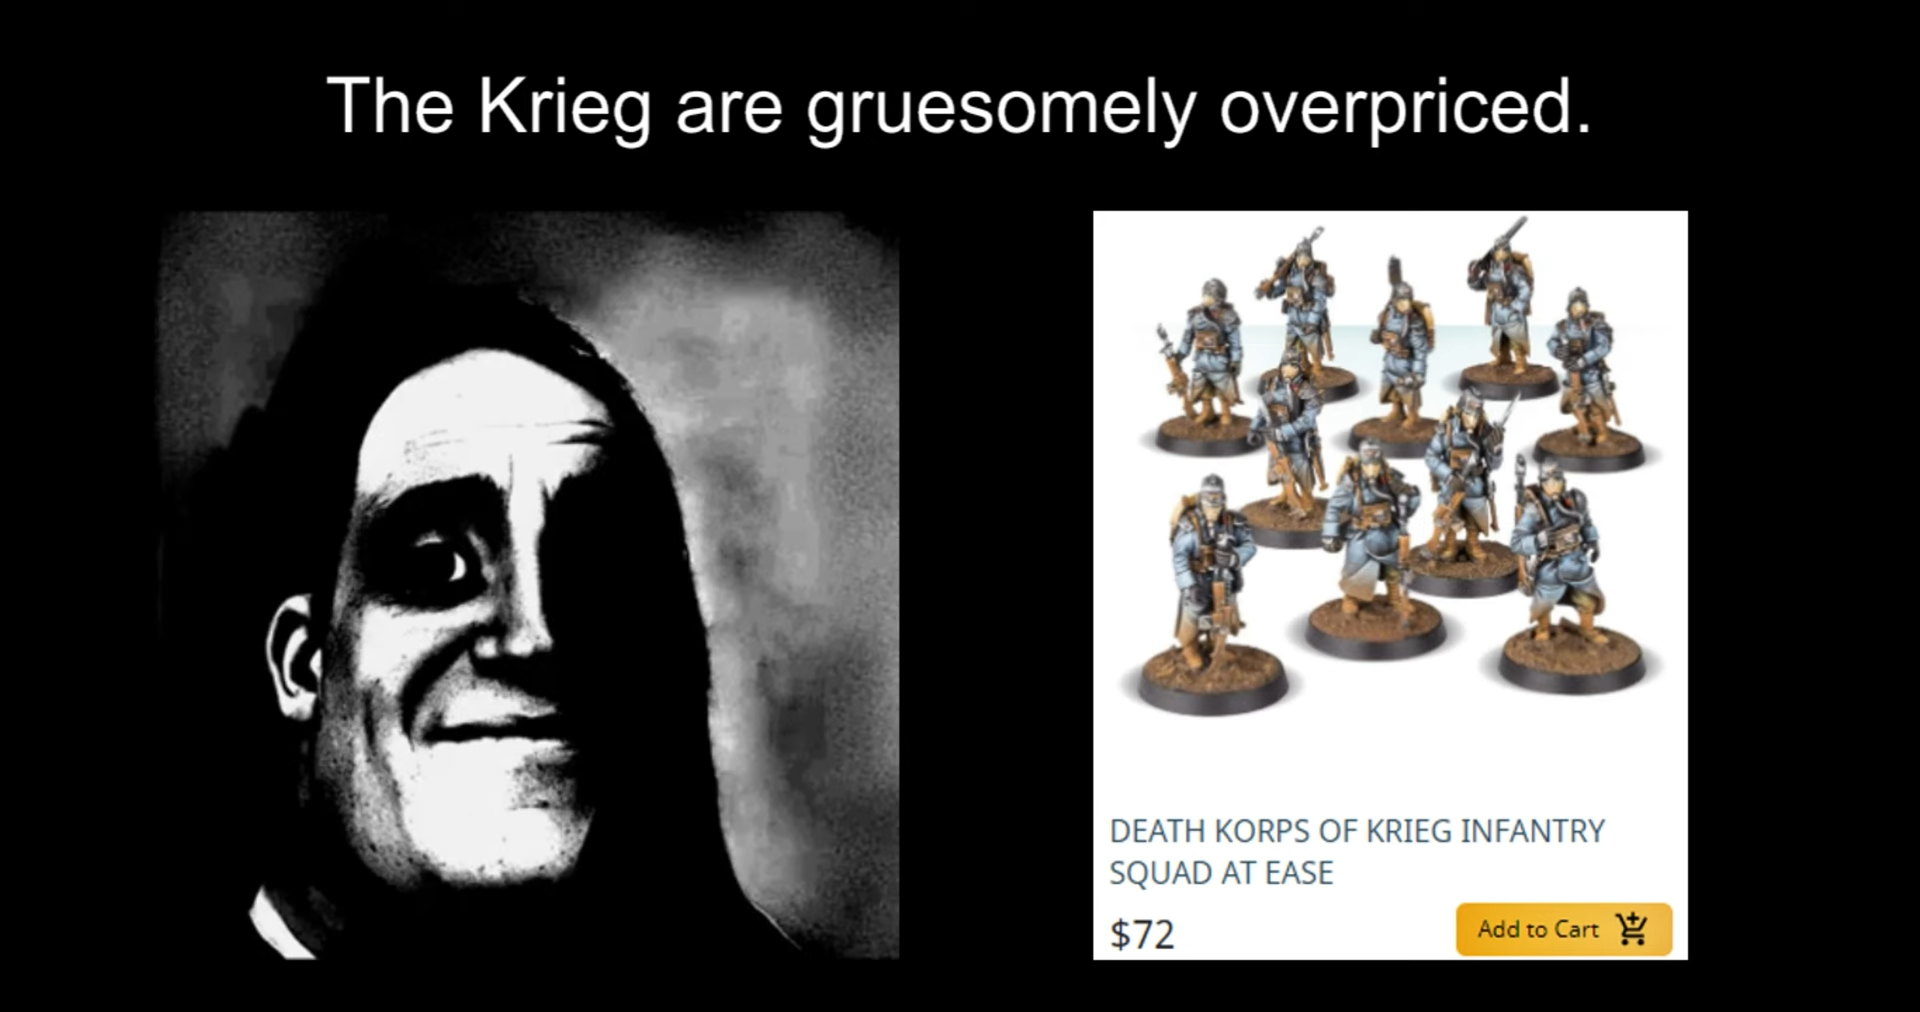 The Krieg are gruesomely overpriced.
DEATH KORPS OF KRIEG INFANTRY
SQUAD AT EASE
$72
Add to Cart